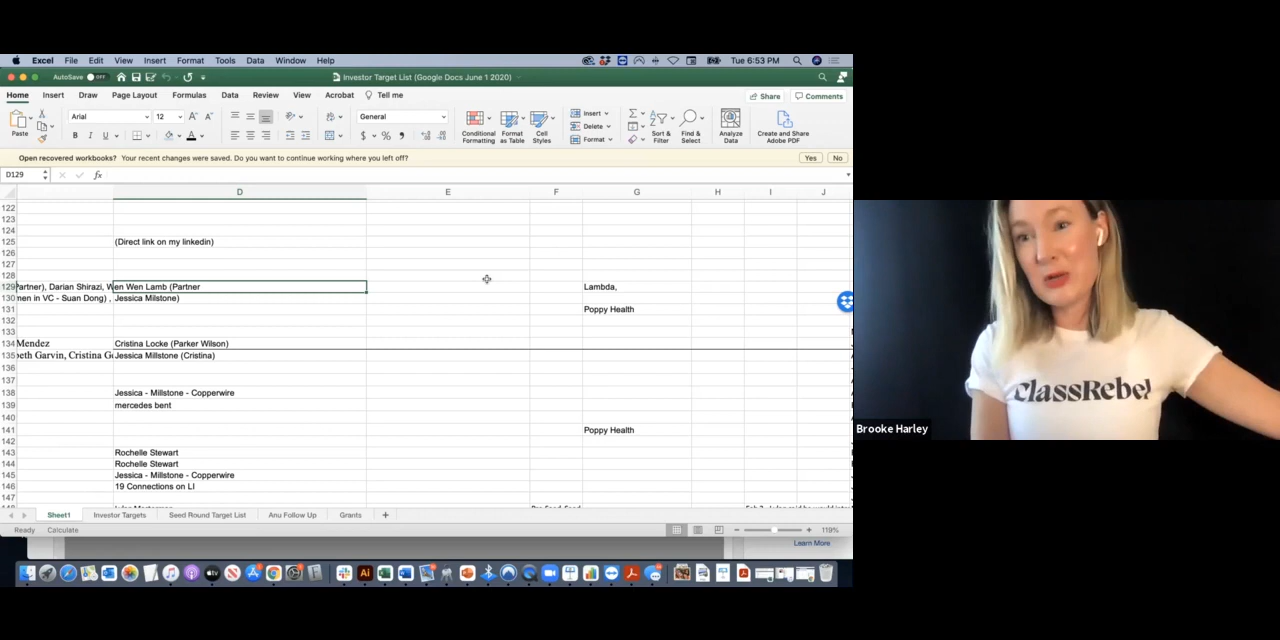 Excel File Edit View Insert Format Tools Data Window Help Tue 6:53 PM
AutoSave OFF Investor Target List (Google Docs June 1 2020)
Home Insert Draw Page Layout Formulas Data Review View Acrobat Tell me Share Comments
Paste Arial 12 General Conditional Formatting Format as Table Cell Styles Insert Delete Format Sort & Filter Find & Select Analyze Data Create and Share Adobe PDF
Open recovered workbooks? Your recent changes were saved. Do you want to continue working where you left off? Yes No
D129 fx
D E F G H I J
122
123
124
125 (Direct link on my linkedin)
126
127
128
129 Partner), Darian Shirazi, Wen Wen Lamb (Partner Lambda,
130 men in VC - Suan Dong) , Jessica Milstone)
131 Poppy Health
132
133
134 Mendez Cristina Locke (Parker Wilson)
135 beth Garvin, Cristina Jessica Millstone (Cristina)
136
137
138 Jessica - Millstone - Copperwire
139 mercedes bent
140
141 Poppy Health
142
143 Rochelle Stewart
144 Rochelle Stewart
145 Jessica - Millstone - Copperwire
146 19 Connections on LI
147
Sheet1 Investor Targets Seed Round Target List Anu Follow Up Grants
Ready Calculate 119%
Learn More
ClassRebel
Brooke Harley